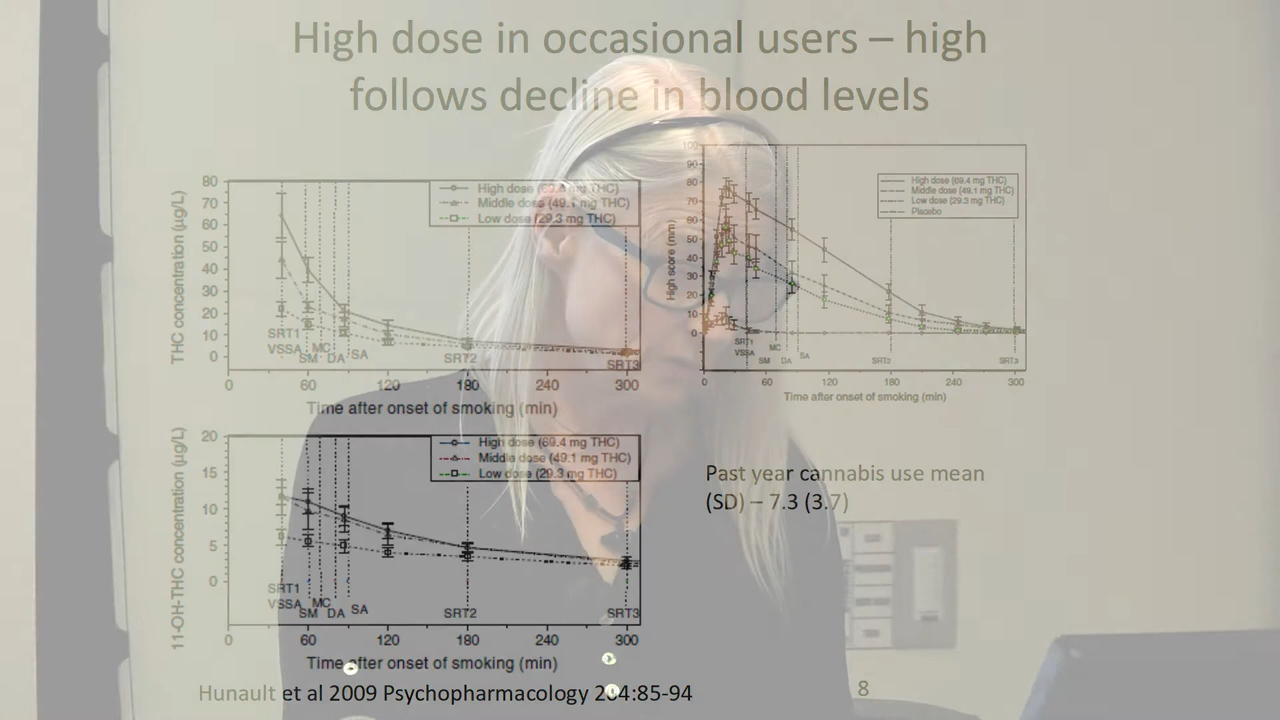 High dose in occasional users – high
follows decline in blood levels
THC concentration (µg/L)
80
70
60
50
40
30
20
10
0
High dose (69.4 mg THC)
Middle dose (49.1 mg THC)
Low dose (29.3 mg THC)
SRT1
VSSA
SM
MC
DA
SA
SRT2
SRT3
0 60 120 180 240 300
Time after onset of smoking (min)
High score (mm)
100
90
80
70
60
50
40
30
20
10
0
High dose (69.4 mg THC)
Middle dose (49.1 mg THC)
Low dose (29.3 mg THC)
Placebo
SRT1
VSSA
SM
MC
DA
SA
SRT2
SRT3
0 60 120 180 240 300
Time after onset of smoking (min)
11-OH-THC concentration (µg/L)
20
15
10
5
0
High dose (69.4 mg THC)
Middle dose (49.1 mg THC)
Low dose (29.3 mg THC)
SRT1
VSSA
SM
MC
DA
SA
SRT2
SRT3
0 60 120 180 240 300
Time after onset of smoking (min)
Past year cannabis use mean
(SD) – 7.3 (3.7)
Hunault et al 2009 Psychopharmacology 204:85-94
8